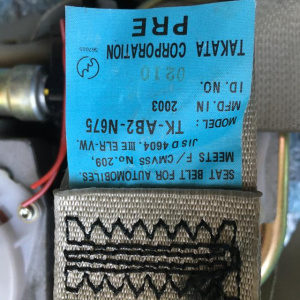 SEAT BELT FOR AUTOMOBILES.
MEETS F / CMVSS No.209,
JIS D 4604. III E ELR-VW.
MODEL : TK-AB2-N675
MFD. IN 2003
ID. NO. 0210
TAKATA CORPORATION
PRE